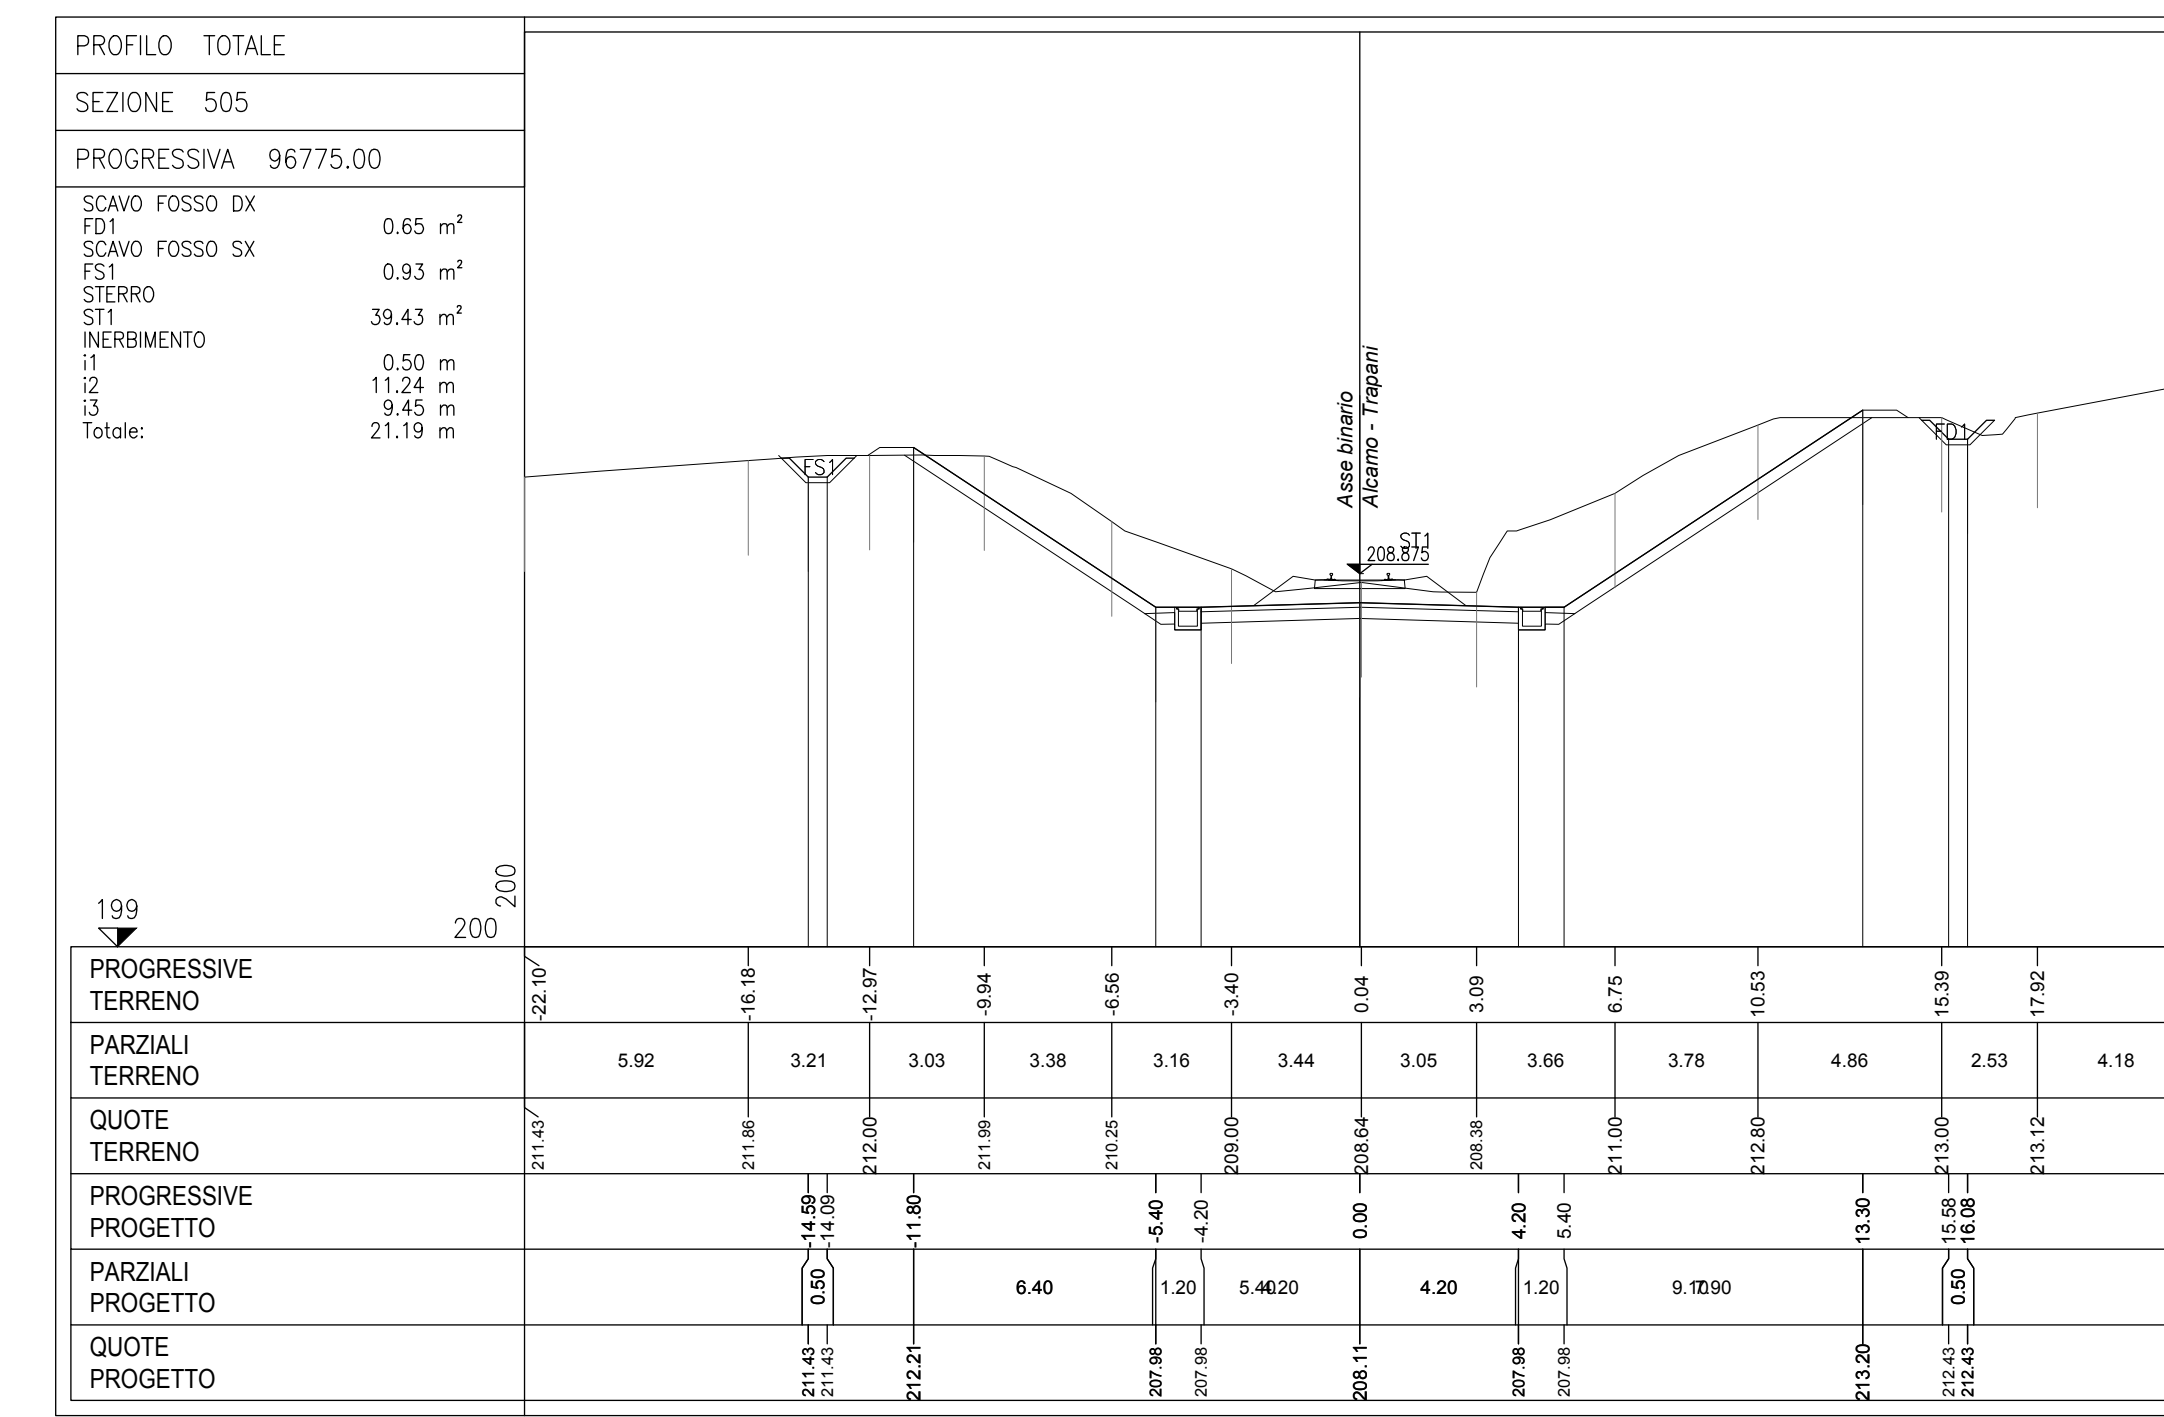 PROFILO TOTALE
SEZIONE 505
PROGRESSIVA 96775.00
SCAVO FOSSO DX
FD1 0.65 m²
SCAVO FOSSO SX
FS1 0.93 m²
STERRO
ST1 39.43 m²
INERBIMENTO
i1 0.50 m
i2 11.24 m
i3 9.45 m
Totale: 21.19 m
Asse binario
Alcamo - Trapani
FS1
FD1
ST1
208.875
199
200
200
PROGRESSIVE TERRENO
-22.10 -16.18 -12.97 -9.94 -6.56 -3.40 0.04 3.09 6.75 10.53 15.39 17.92
PARZIALI TERRENO
5.92 3.21 3.03 3.38 3.16 3.44 3.05 3.66 3.78 4.86 2.53 4.18
QUOTE TERRENO
211.43 211.86 212.00 211.99 210.25 209.00 208.64 208.38 211.00 212.80 213.00 213.12
PROGRESSIVE PROGETTO
-14.59 -14.09 -11.80 -5.40 -4.20 0.00 4.20 5.40 13.30 15.58 16.08
PARZIALI PROGETTO
0.50 6.40 1.20 5.40 4.20 4.20 1.20 9.10 7.90 0.50
QUOTE PROGETTO
211.43 211.43 212.21 207.98 207.98 208.11 207.98 207.98 213.20 212.43 212.43